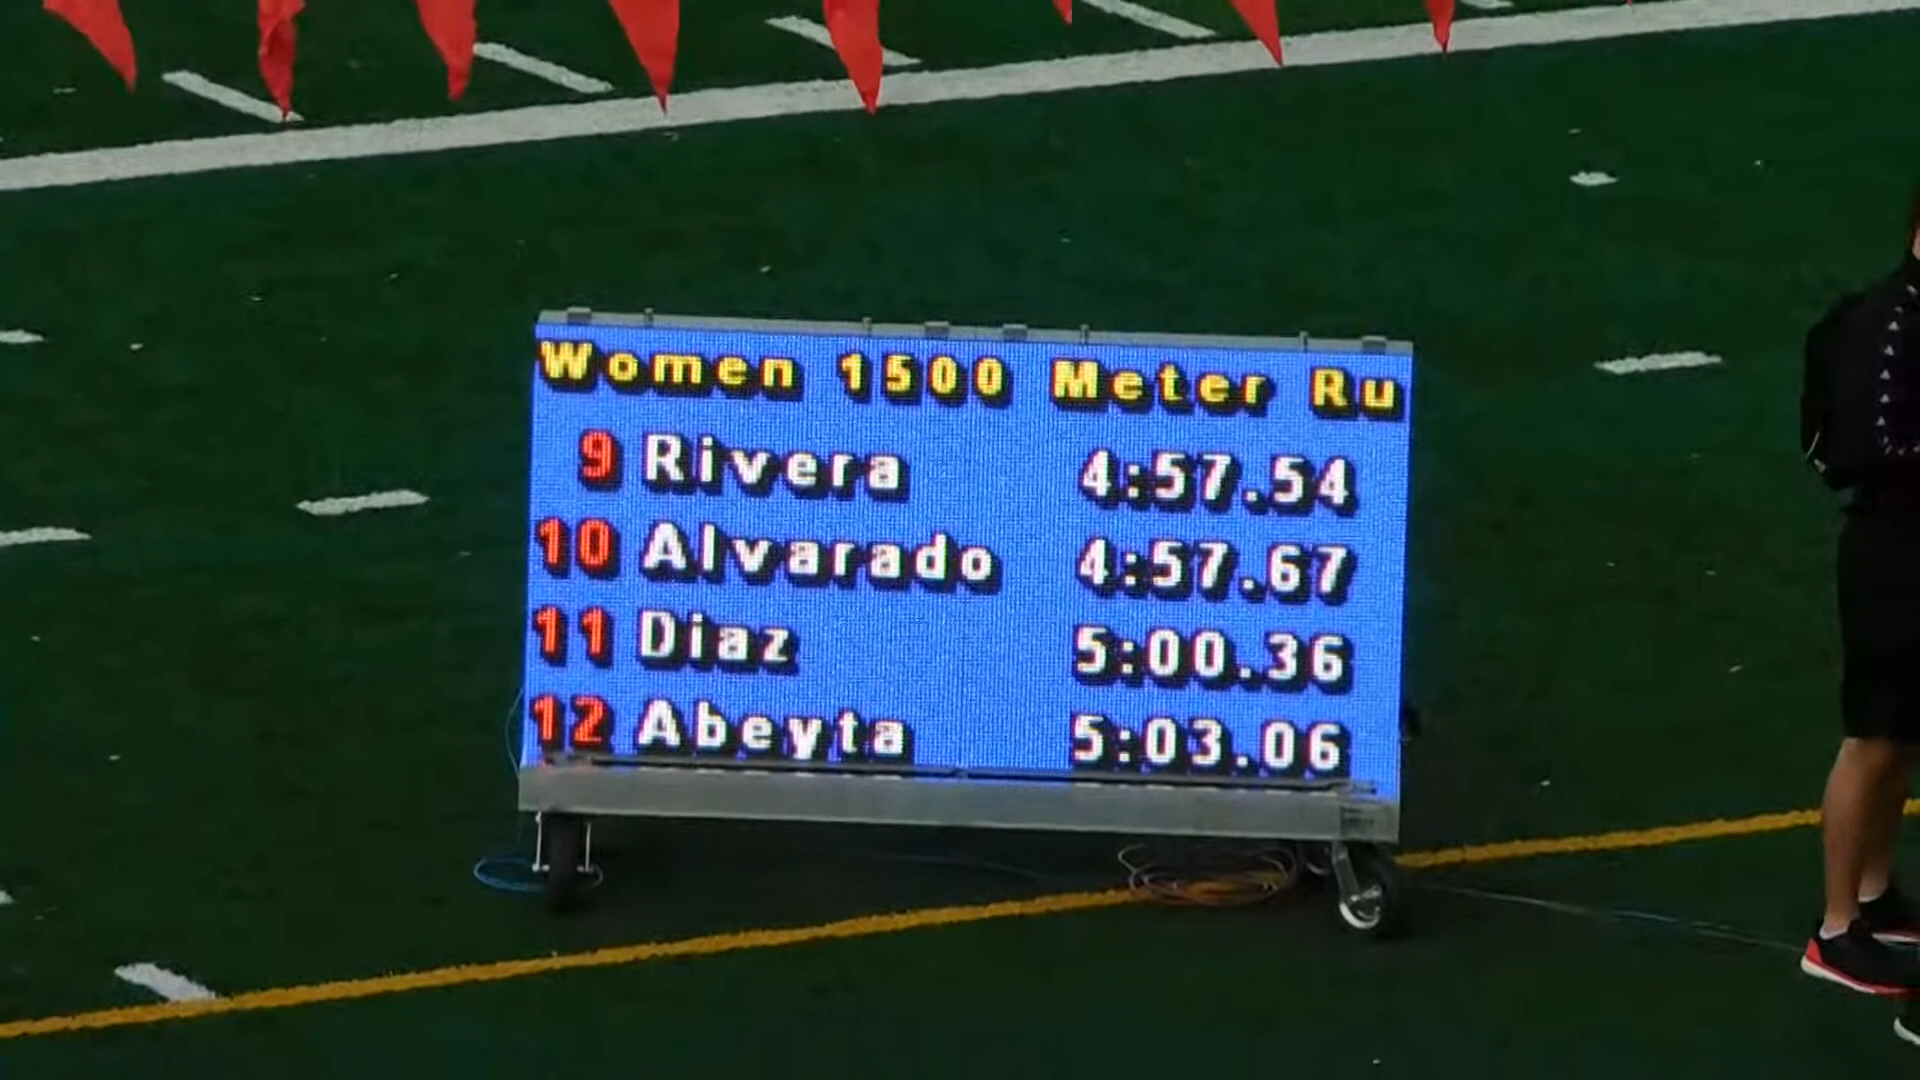 Women 1500 Meter Ru
9 Rivera 4:57.54
10 Alvarado 4:57.67
11 Diaz 5:00.36
12 Abeyta 5:03.06